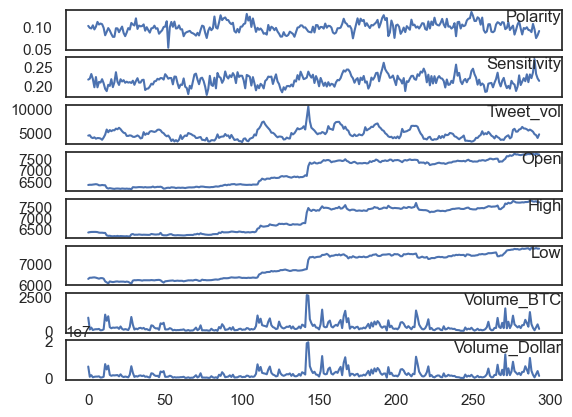 Polarity
0.10
0.05
Sensitivity
0.25
0.20
Tweet_vol
10000
5000
Open
7500
7000
6500
High
7500
7000
6500
Low
7000
6000
Volume_BTC
2500
0
1e7
Volume_Dollar
2
0
0 50 100 150 200 250 300